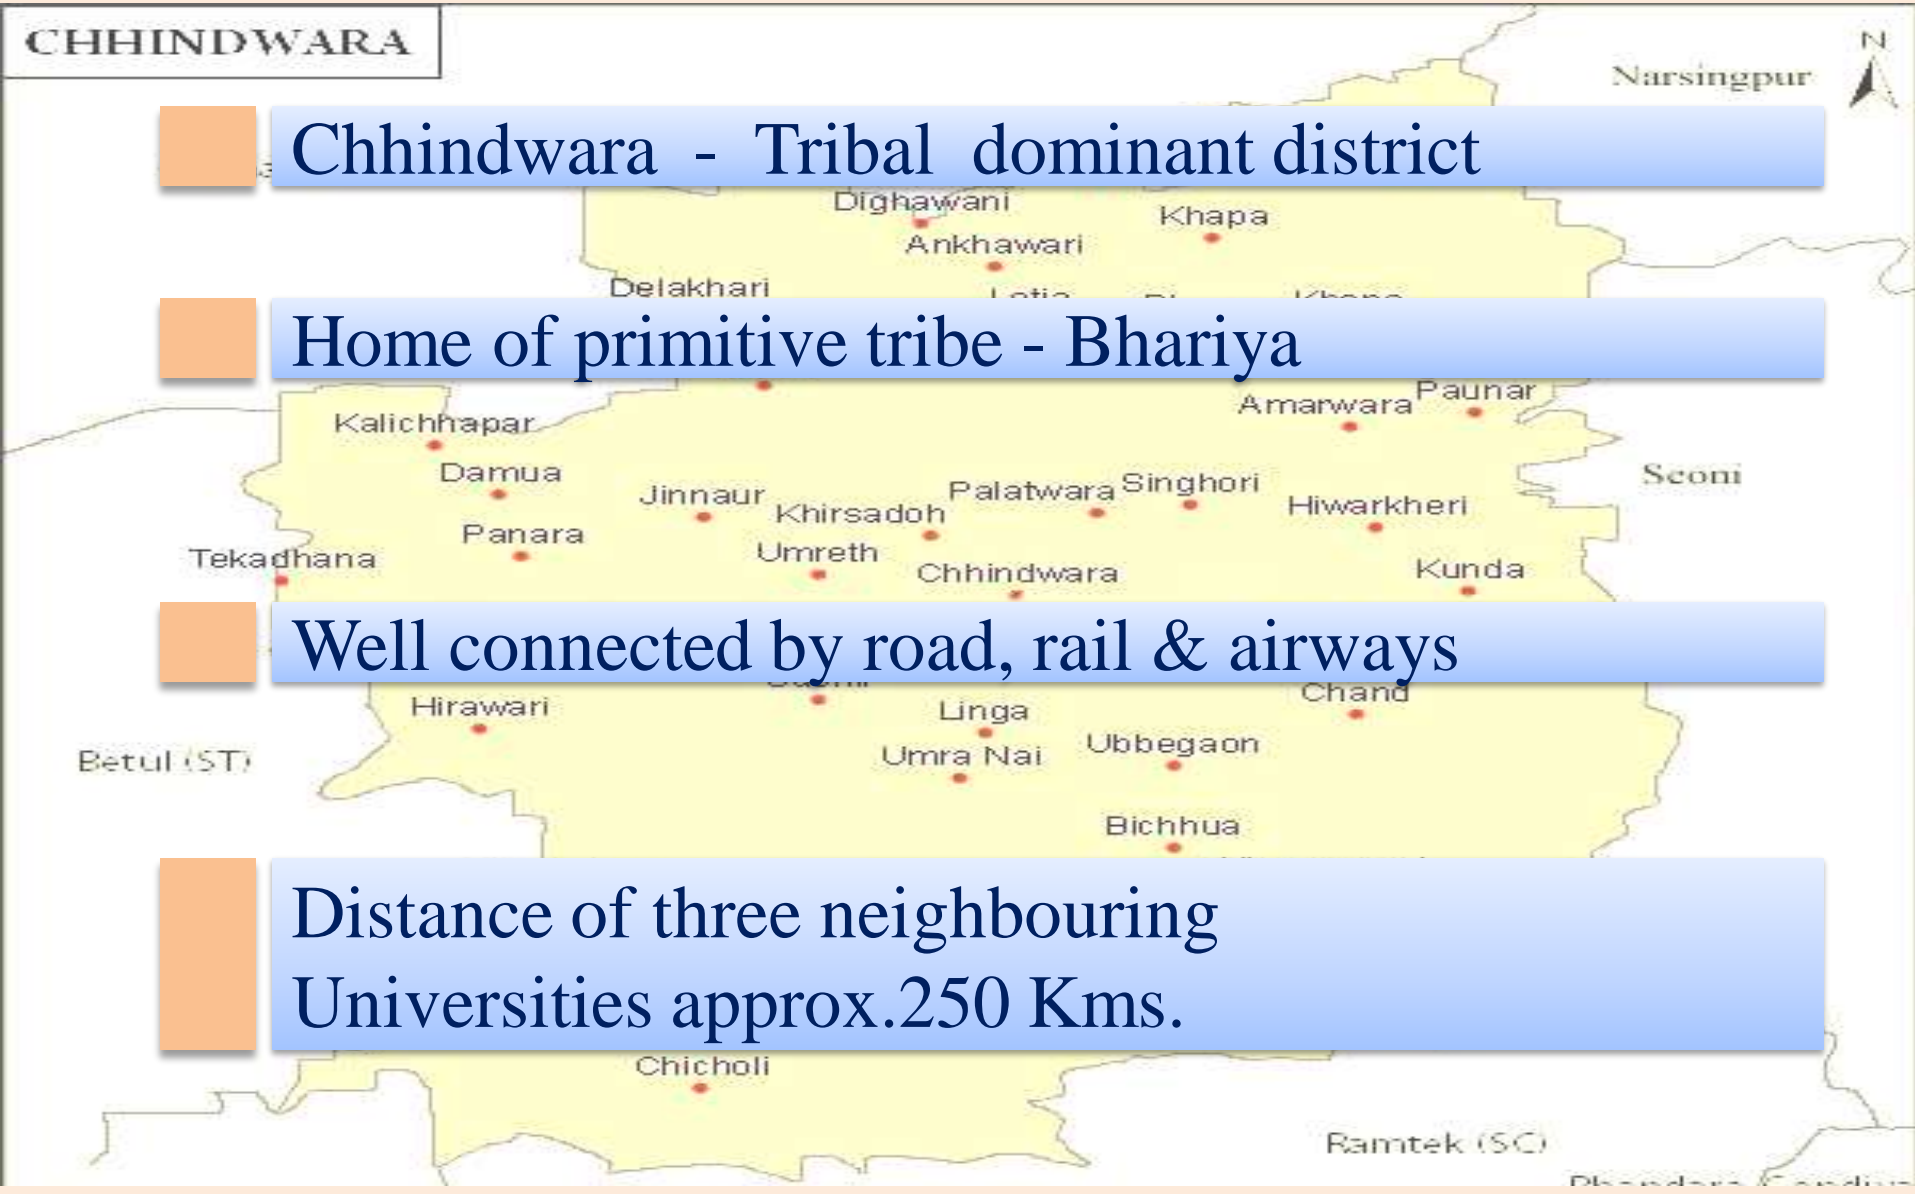 CHHINDWARA
N
Narsingpur
Chhindwara - Tribal dominant district
Dighawani
Khapa
Ankhawari
Delakhari
Home of primitive tribe - Bhariya
Paunar
Amarwara
Kalichhapar
Damua
Seoni
Singhori
Palatwara
Jinnaur
Hiwarkheri
Khirsadoh
Panara
Umreth
Tekadhana
Chhindwara
Kunda
Well connected by road, rail & airways
Chand
Hirawari
Linga
Ubbegaon
Umra Nai
Betul (ST)
Bichhua
Distance of three neighbouring
Universities approx.250 Kms.
Chicholi
Ramtek (SC)